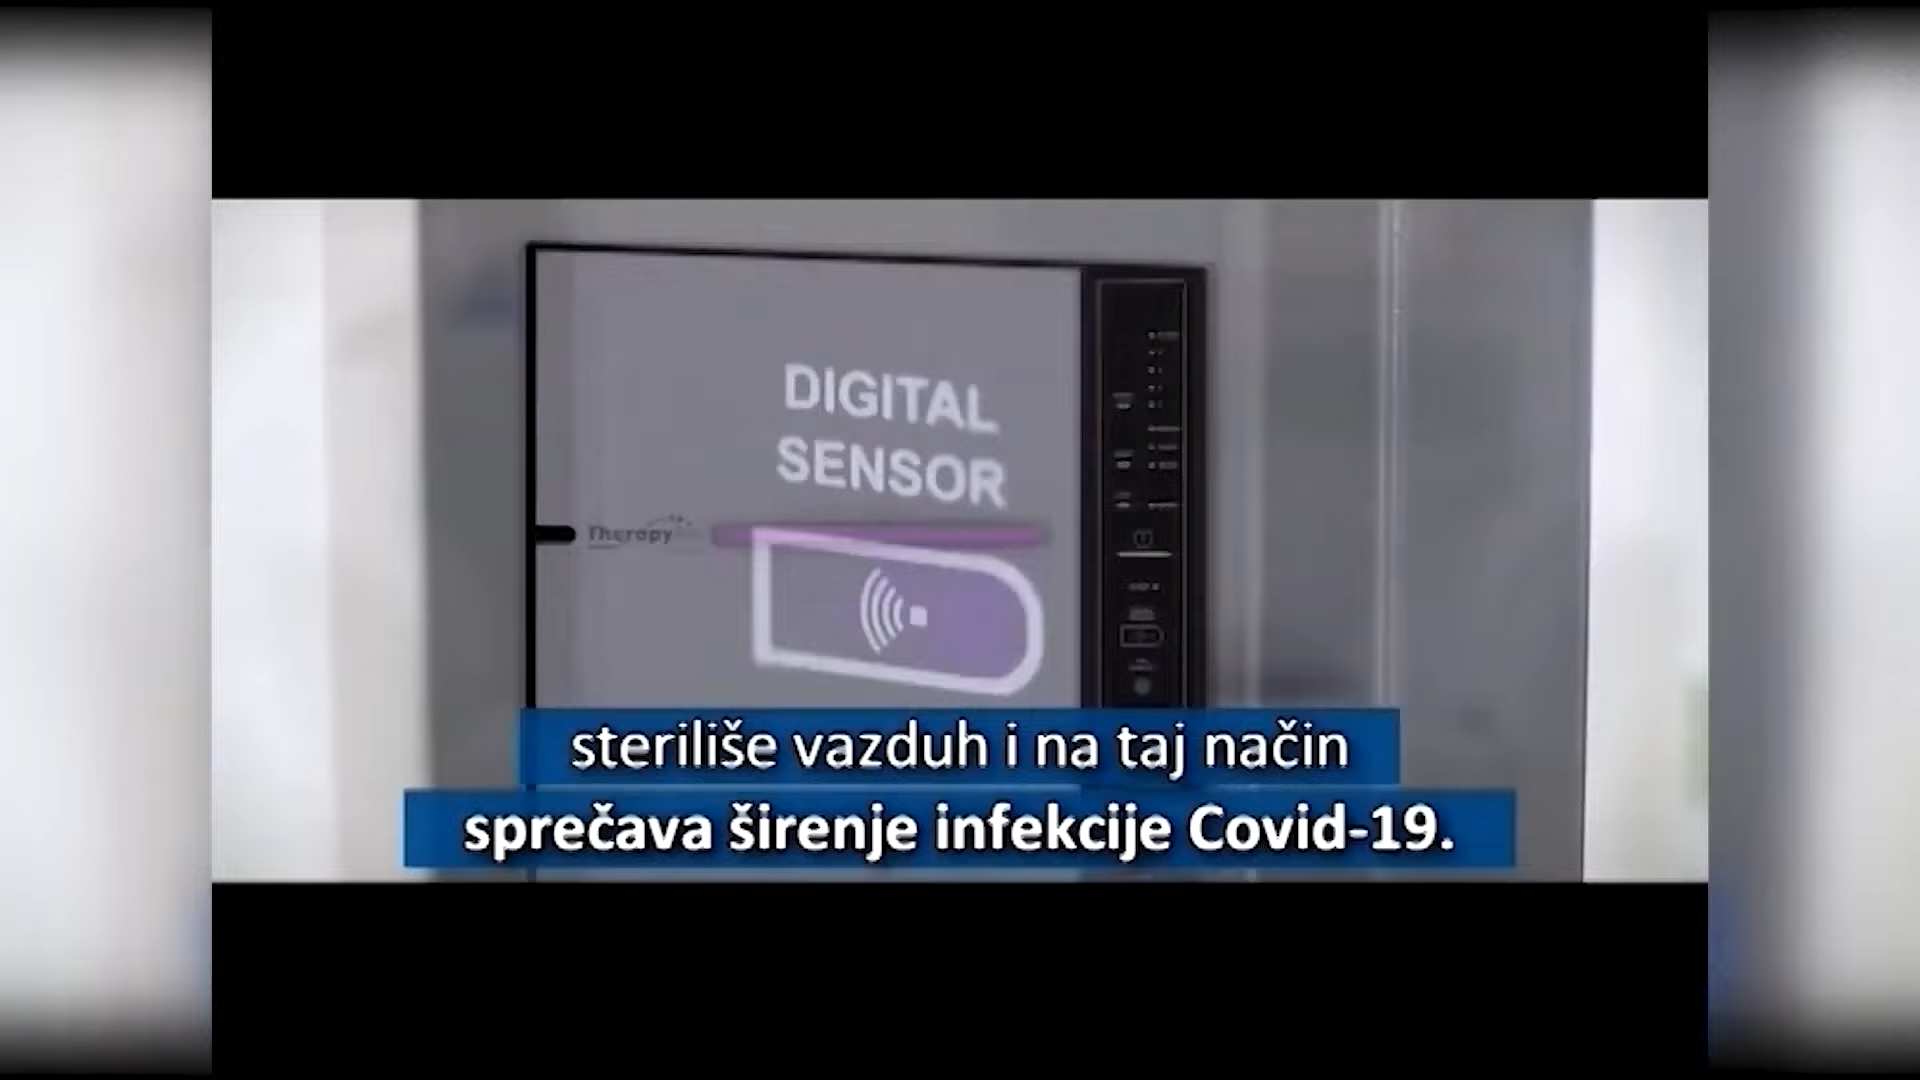 DIGITAL
SENSOR
Therapy
steriliše vazduh i na taj način
sprečava širenje infekcije Covid-19.